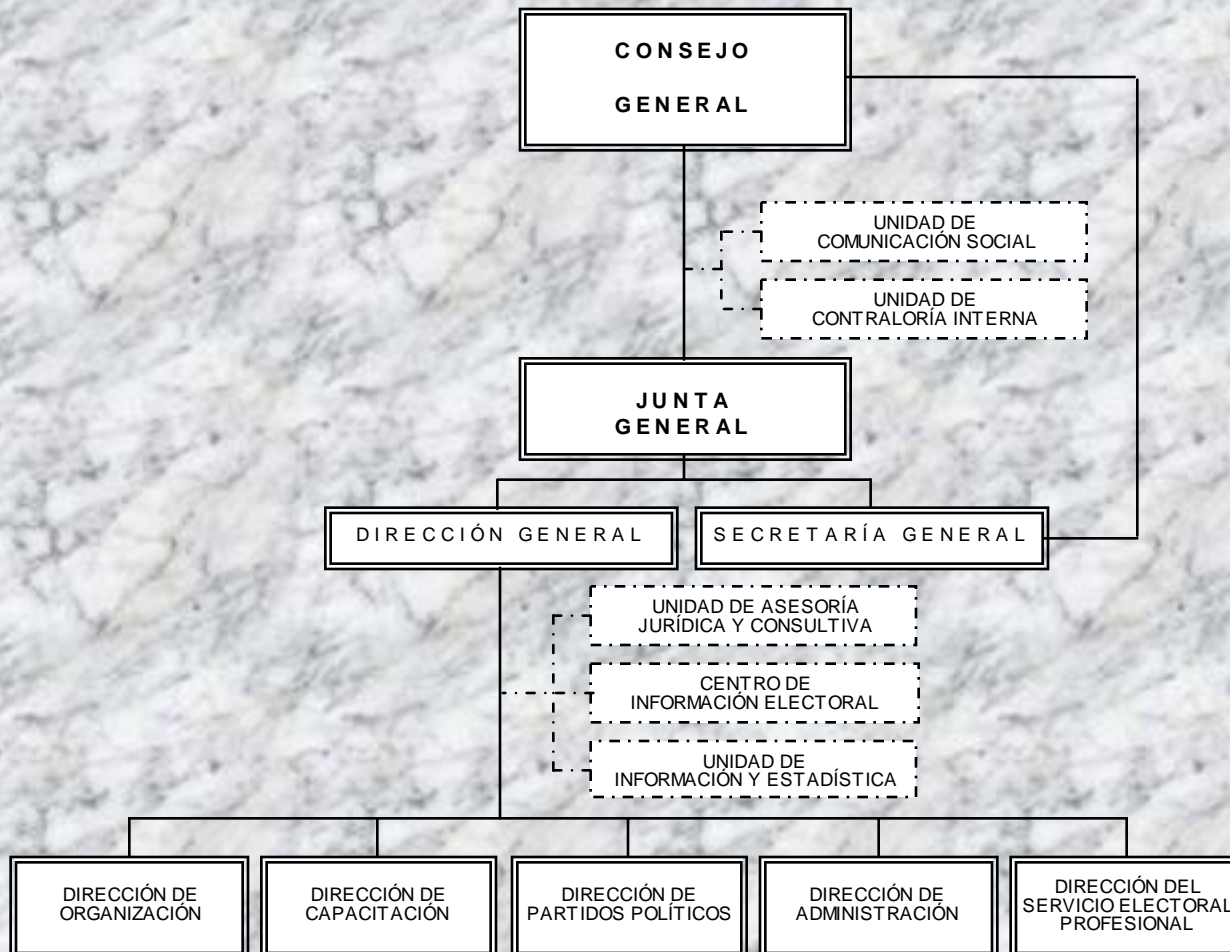 CONSEJO
GENERAL
UNIDAD DE
COMUNICACIÓN SOCIAL
UNIDAD DE
CONTRALORÍA INTERNA
JUNTA
GENERAL
DIRECCIÓN GENERAL
SECRETARÍA GENERAL
UNIDAD DE ASESORÍA
JURÍDICA Y CONSULTIVA
CENTRO DE
INFORMACIÓN ELECTORAL
UNIDAD DE
INFORMACIÓN Y ESTADÍSTICA
DIRECCIÓN DE
ORGANIZACIÓN
DIRECCIÓN DE
CAPACITACIÓN
DIRECCIÓN DE
PARTIDOS POLÍTICOS
DIRECCIÓN DE
ADMINISTRACIÓN
DIRECCIÓN DEL
SERVICIO ELECTORAL
PROFESIONAL